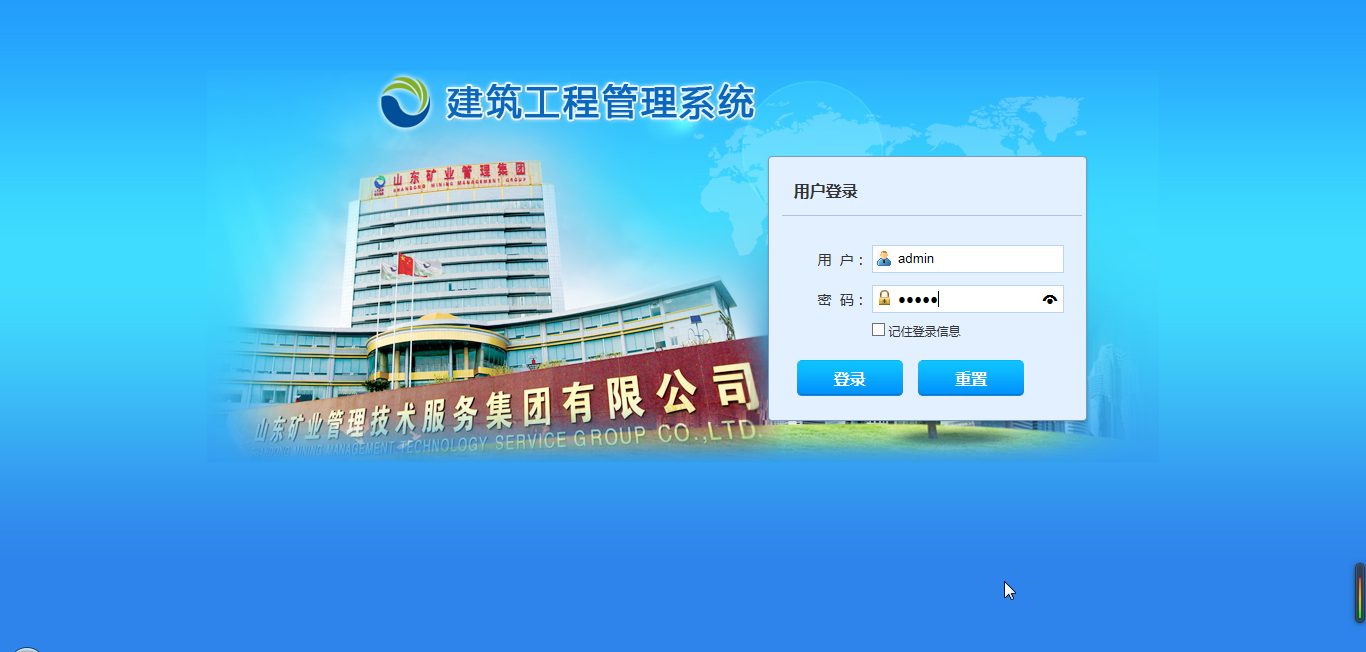 建筑工程管理系统
山东矿业管理集团
SHANDONG MINING MANAGEMENT GROUP
山东矿业管理技术服务集团有限公司
MANAGEMENT TECHNOLOGY SERVICE GROUP CO.,LTD.
用户登录
用 户：
admin
密 码：
•••••
记住登录信息
登录
重置